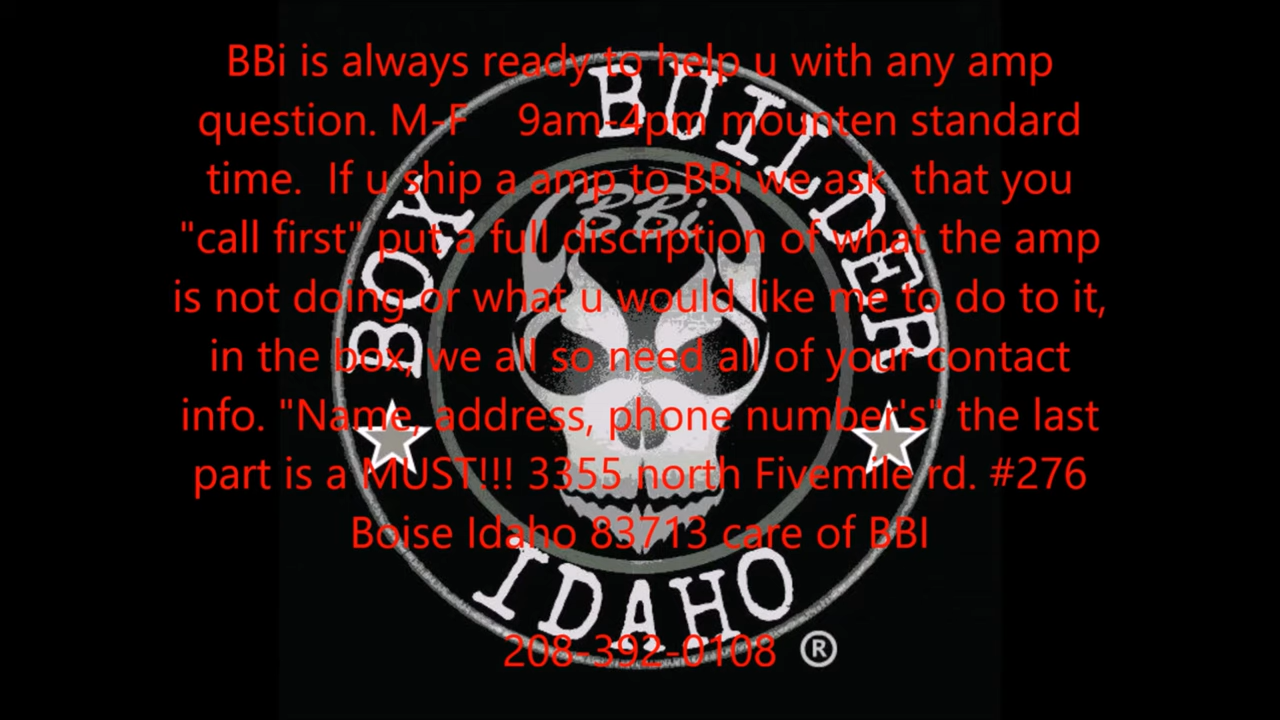 BBi is always ready to help u with any amp
question. M-F 9am-4pm mounten standard
time. If u ship a amp to BBi we ask, that you
"call first" put a full discription of what the amp
is not doing or what u would like me to do to it,
in the box, we all so need all of your contact
info. "Name, address, phone number's" the last
part is a MUST!!! 3355 north Fivemile rd. #276
Boise Idaho 83713 care of BBI
208-392-0108 ®
BOX BUILDER
BBi
IDAHO